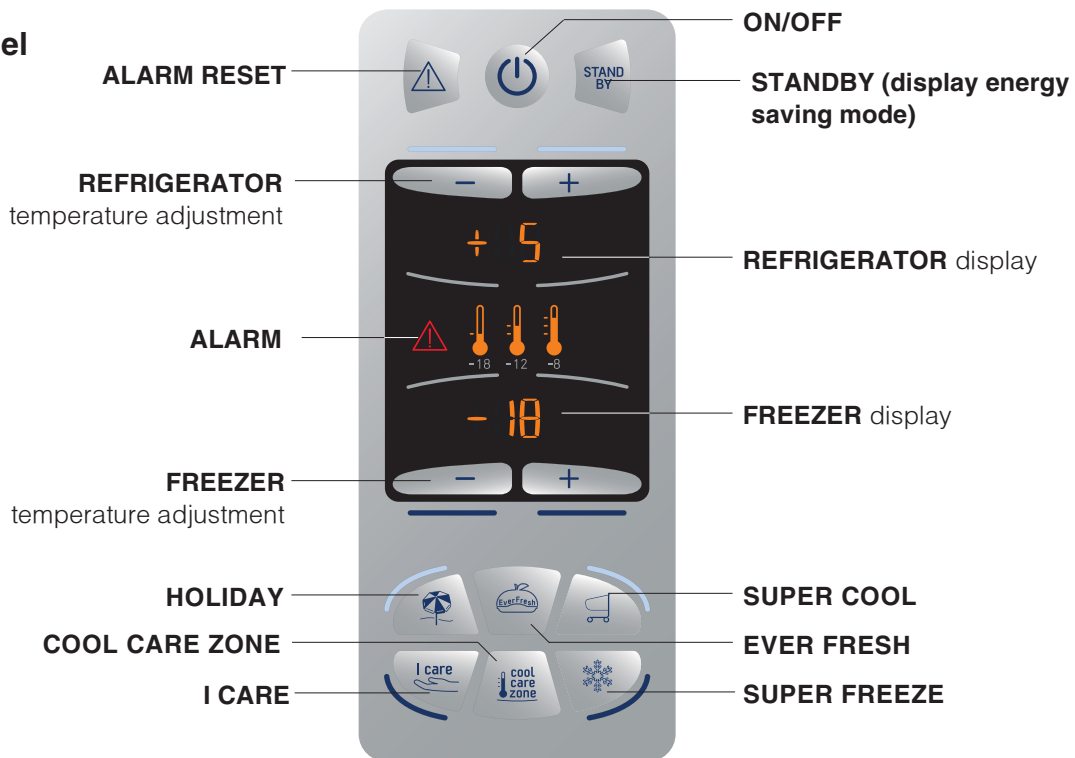 el
ON/OFF
ALARM RESET
STAND
BY
STANDBY (display energy
saving mode)
REFRIGERATOR
temperature adjustment
− +
+ 5
REFRIGERATOR display
ALARM
-18 -12 -8
- 18
FREEZER display
FREEZER
temperature adjustment
− +
HOLIDAY
EverFresh
SUPER COOL
COOL CARE ZONE
EVER FRESH
I care
cool
care
zone
I CARE
SUPER FREEZE